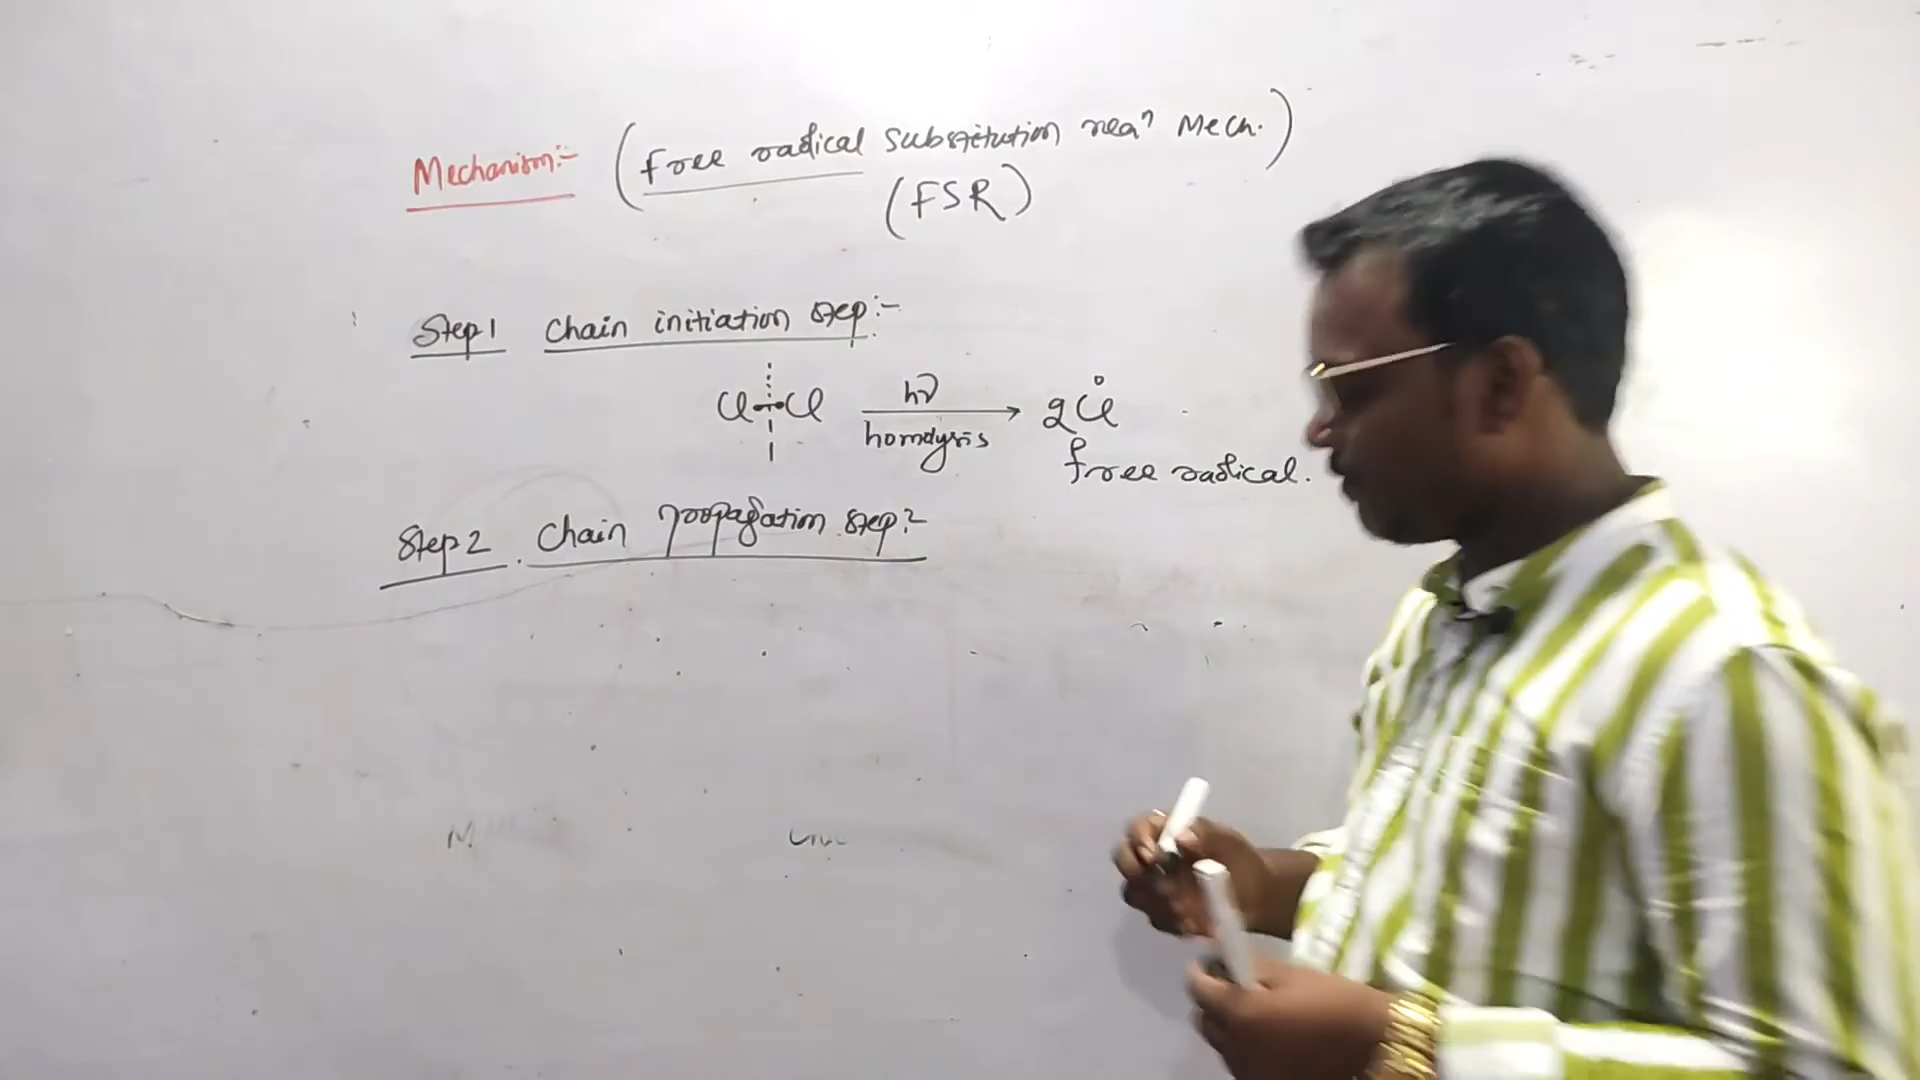 Mechanism:- (Free radical substitution reaⁿ Mech.)
(FSR)
Step 1 Chain initiation step:-
Cl-Cl hν 2Cl°
homolysis
free radical.
Step 2 . Chain propagation step:-